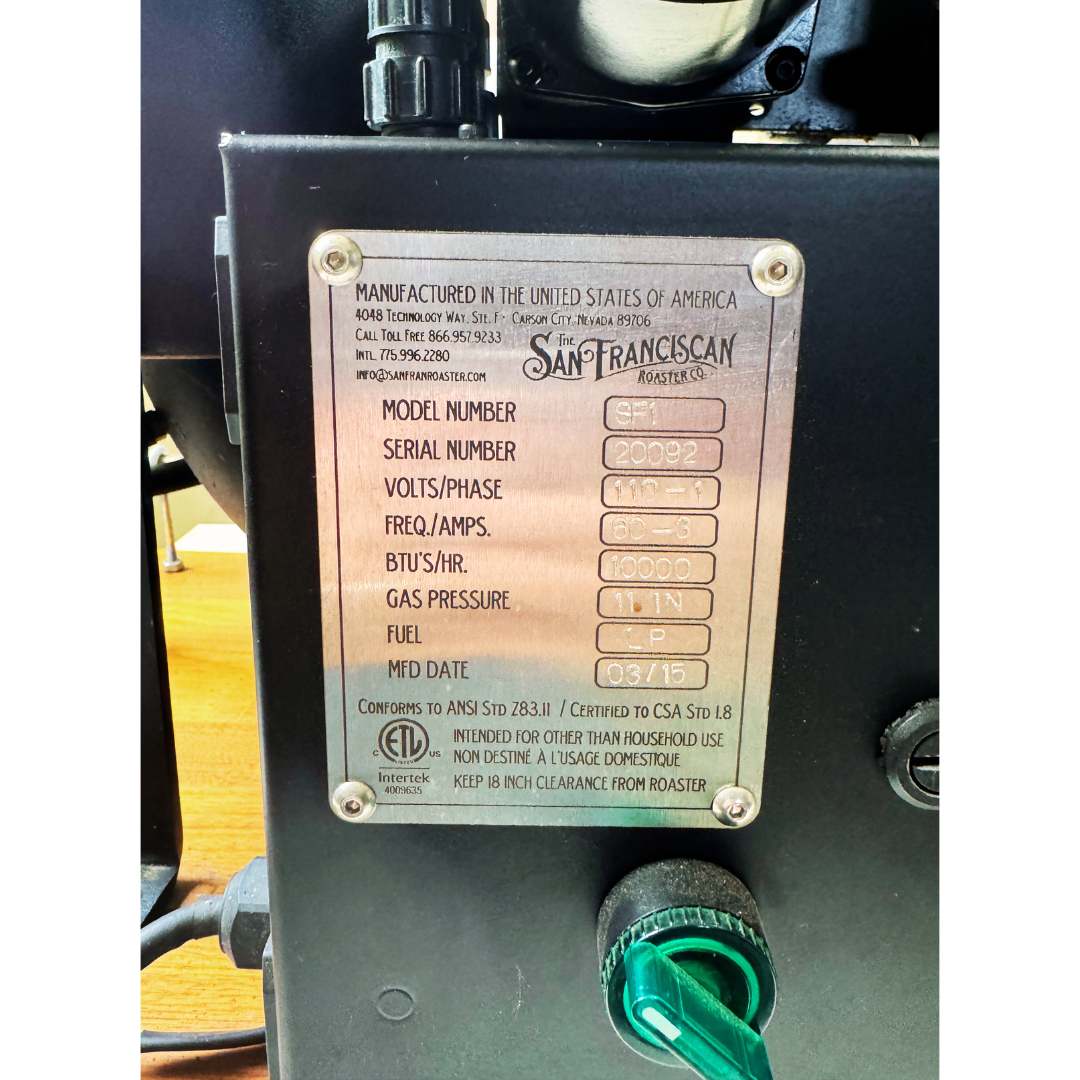 MANUFACTURED IN THE UNITED STATES OF AMERICA
4048 TECHNOLOGY WAY, STE. F · CARSON CITY, NEVADA 89706
CALL TOLL FREE 866.957.9233
INTL. 775.996.2280
INFO@SANFRANROASTER.COM
THE
SAN FRANCISCAN
ROASTER CO.
MODEL NUMBER SF1
SERIAL NUMBER 20092
VOLTS/PHASE 110-1
FREQ./AMPS. 60-3
BTU'S/HR. 10000
GAS PRESSURE 11 IN
FUEL LP
MFD DATE 03/15
CONFORMS TO ANSI STD Z83.11 / CERTIFIED TO CSA STD 1.8
C ETL US
Intertek
4009635
INTENDED FOR OTHER THAN HOUSEHOLD USE
NON DESTINÉ À L'USAGE DOMESTIQUE
KEEP 18 INCH CLEARANCE FROM ROASTER